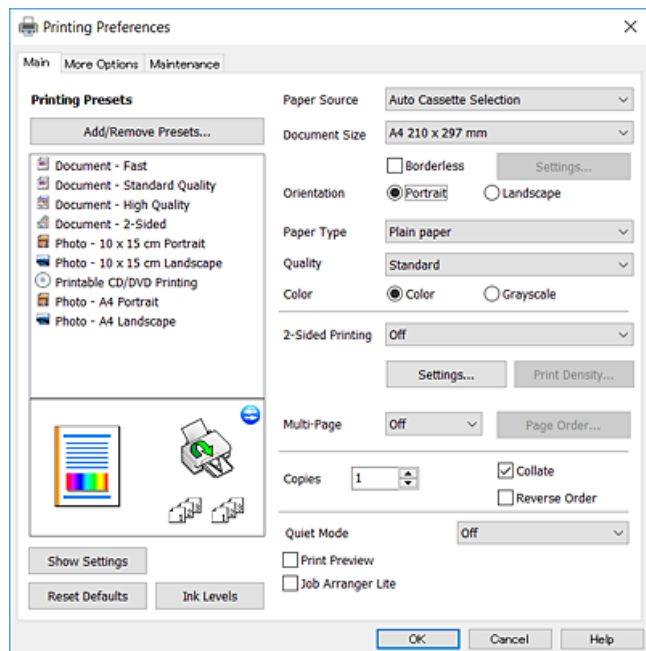 Printing Preferences
Main More Options Maintenance
Printing Presets
Add/Remove Presets...
Document - Fast
Document - Standard Quality
Document - High Quality
Document - 2-Sided
Photo - 10 x 15 cm Portrait
Photo - 10 x 15 cm Landscape
Printable CD/DVD Printing
Photo - A4 Portrait
Photo - A4 Landscape
Show Settings
Reset Defaults Ink Levels
Paper Source Auto Cassette Selection
Document Size A4 210 x 297 mm
Borderless Settings...
Orientation Portrait Landscape
Paper Type Plain paper
Quality Standard
Color Color Grayscale
2-Sided Printing Off
Settings... Print Density...
Multi-Page Off Page Order...
Copies 1 Collate
Reverse Order
Quiet Mode Off
Print Preview
Job Arranger Lite
OK Cancel Help